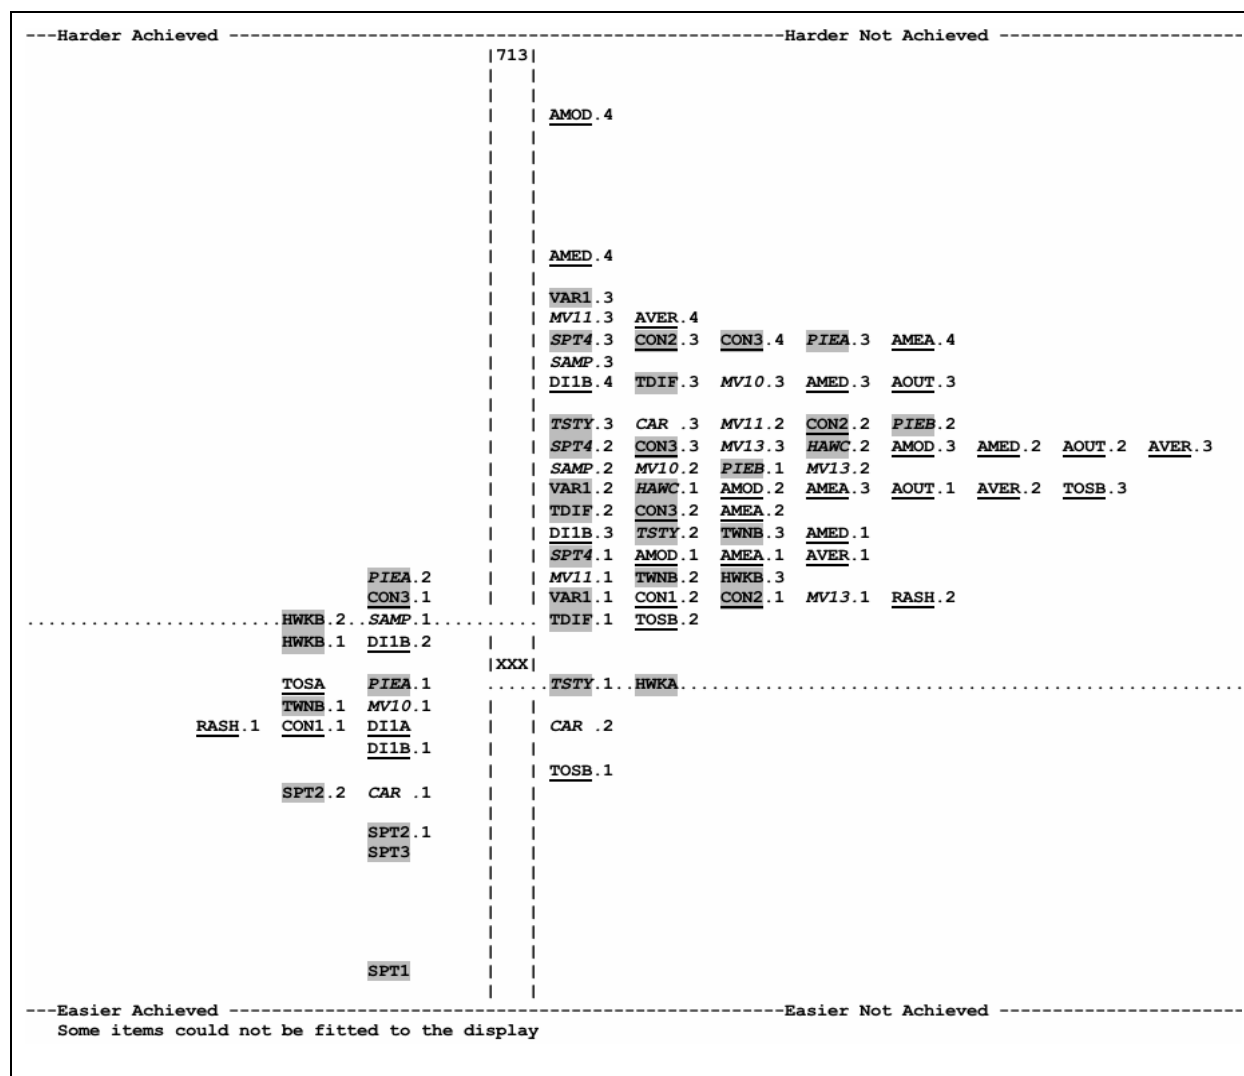 ---Harder Achieved -----------------------------------------------------Harder Not Achieved -----------------------
|713|
AMOD.4
AMED.4
VAR1.3
MV11.3 AVER.4
SPT4.3 CON2.3 CON3.4 PIEA.3 AMEA.4
SAMP.3
DI1B.4 TDIF.3 MV10.3 AMED.3 AOUT.3
TSTY.3 CAR .3 MV11.2 CON2.2 PIEB.2
SPT4.2 CON3.3 MV13.3 HAWC.2 AMOD.3 AMED.2 AOUT.2 AVER.3
SAMP.2 MV10.2 PIEB.1 MV13.2
VAR1.2 HAWC.1 AMOD.2 AMEA.3 AOUT.1 AVER.2 TOSB.3
TDIF.2 CON3.2 AMEA.2
DI1B.3 TSTY.2 TWNB.3 AMED.1
SPT4.1 AMOD.1 AMEA.1 AVER.1
PIEA.2 MV11.1 TWNB.2 HWKB.3
CON3.1 VAR1.1 CON1.2 CON2.1 MV13.1 RASH.2
........................HWKB.2..SAMP.1..........TDIF.1 TOSB.2
HWKB.1 DI1B.2
|XXX|
TOSA PIEA.1 ......TSTY.1..HWKA.....................................................
TWNB.1 MV10.1
RASH.1 CON1.1 DI1A CAR .2
DI1B.1
TOSB.1
SPT2.2 CAR .1
SPT2.1
SPT3
SPT1
---Easier Achieved -----------------------------------------------------Easier Not Achieved -----------------------
Some items could not be fitted to the display